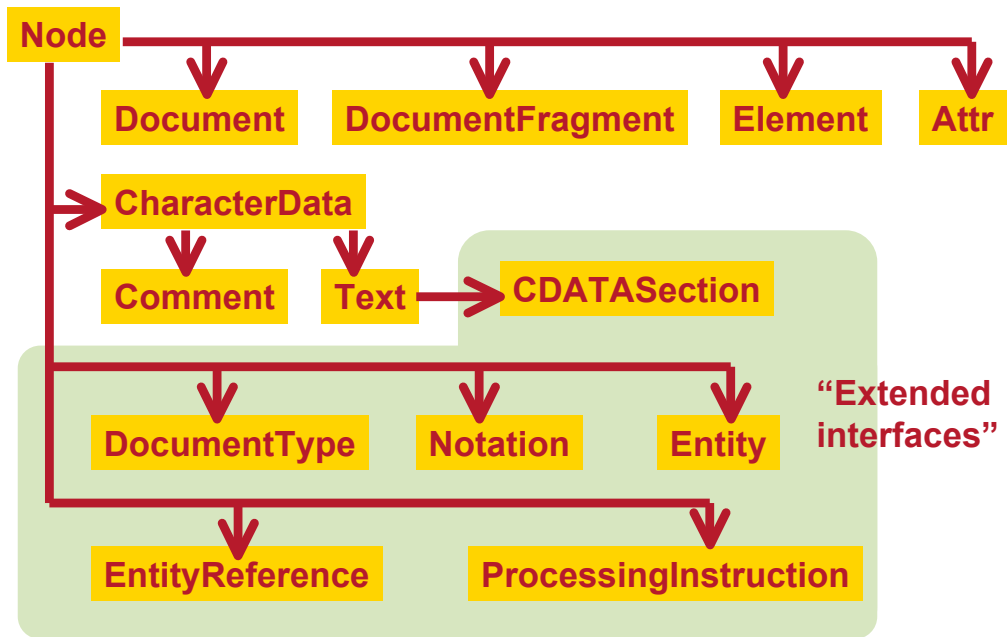 Node
Document
DocumentFragment
Element
Attr
CharacterData
Comment
Text
CDATASection
DocumentType
Notation
Entity
“Extended
interfaces”
EntityReference
ProcessingInstruction